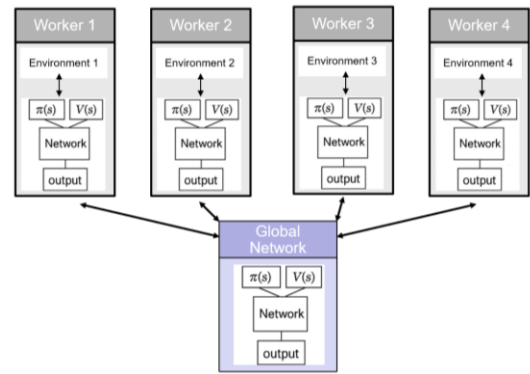 Worker 1
Environment 1
π(s) V(s)
Network
output
Worker 2
Environment 2
π(s) V(s)
Network
output
Worker 3
Environment 3
π(s) V(s)
Network
output
Worker 4
Environment 4
π(s) V(s)
Network
output
Global
Network
π(s) V(s)
Network
output